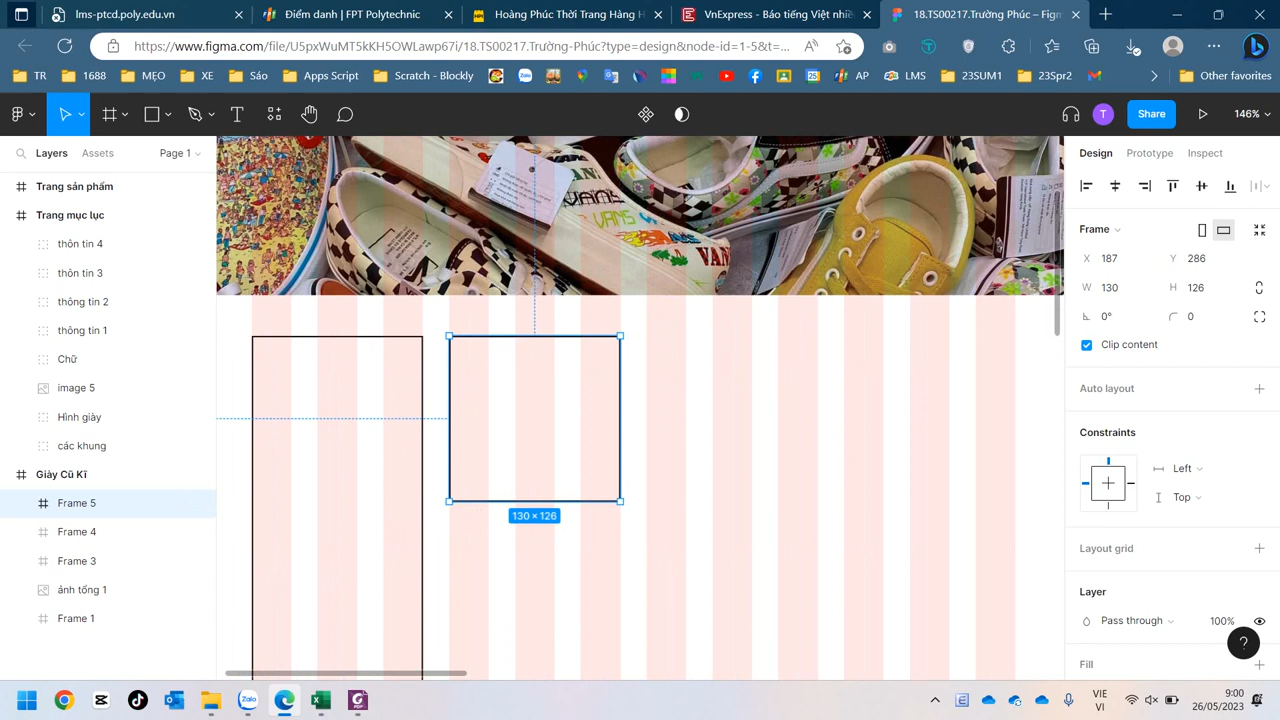 lms-ptcd.poly.edu.vn
Điểm danh | FPT Polytechnic
Hoàng Phúc Thời Trang Hàng H
VnExpress - Báo tiếng Việt nhiề
18.TS00217.Trường Phúc – Figm
https://www.figma.com/file/U5pxWuMT5kKH5OWLawp67i/18.TS00217.Trường-Phúc?type=design&node-id=1-5&t=...
TR
1688
MẸO
XE
Sáo
Apps Script
Scratch - Blockly
AP
LMS
23SUM1
23Spr2
Other favorites
Share
146%
Layers
Assets
Page 1
Design
Prototype
Inspect
Trang sản phẩm
Trang mục lục
thôn tin 4
thôn tin 3
thông tin 2
thông tin 1
Chữ
image 5
Hình giày
các khung
Giày Cũ Kĩ
Frame 5
Frame 4
Frame 3
ảnh tổng 1
Frame 1
VANS
VANS
VAN
130 × 126
Frame
X 187
Y 286
W 130
H 126
0°
0
Clip content
Auto layout
Constraints
Left
Top
Layout grid
Layer
Pass through
100%
Fill
?
VIE
VI
9:00
26/05/2023